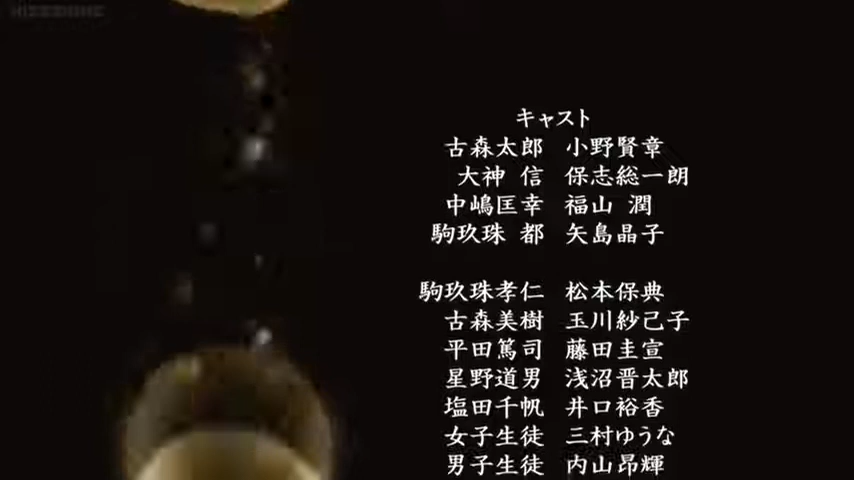 キャスト
古森太郎 小野賢章
大神 信 保志総一朗
中嶋匡幸 福山 潤
駒玖珠 都 矢島晶子
駒玖珠孝仁 松本保典
古森美樹 玉川紗己子
平田篤司 藤田圭宣
星野道男 浅沼晋太郎
塩田千帆 井口裕香
女子生徒 三村ゆうな
男子生徒 内山昂輝